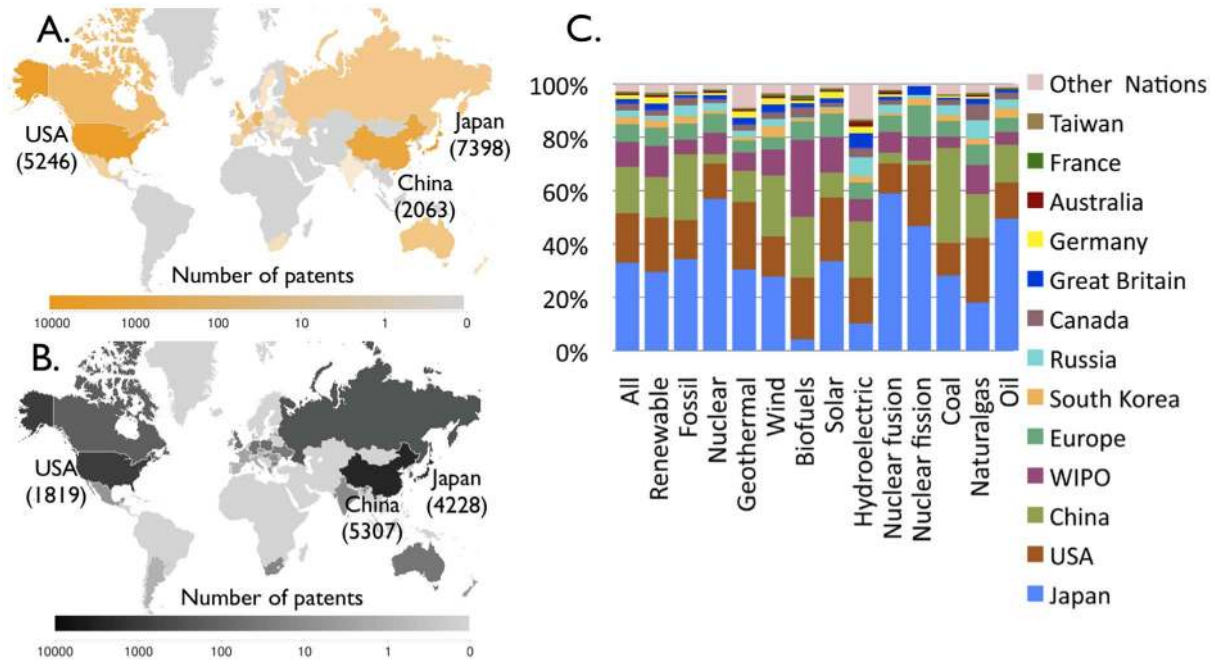 A.
USA
(5246)
Japan
(7398)
China
(2063)
Number of patents
10000 1000 100 10 1 0
B.
USA
(1819)
Japan
(4228)
China
(5307)
Number of patents
10000 1000 100 10 1 0
C.
100%
80%
60%
40%
20%
0%
All
Renewable
Fossil
Nuclear
Geothermal
Wind
Biofuels
Solar
Hydroelectric
Nuclear fusion
Nuclear fission
Coal
Naturalgas
Oil
Other Nations
Taiwan
France
Australia
Germany
Great Britain
Canada
Russia
South Korea
Europe
WIPO
China
USA
Japan